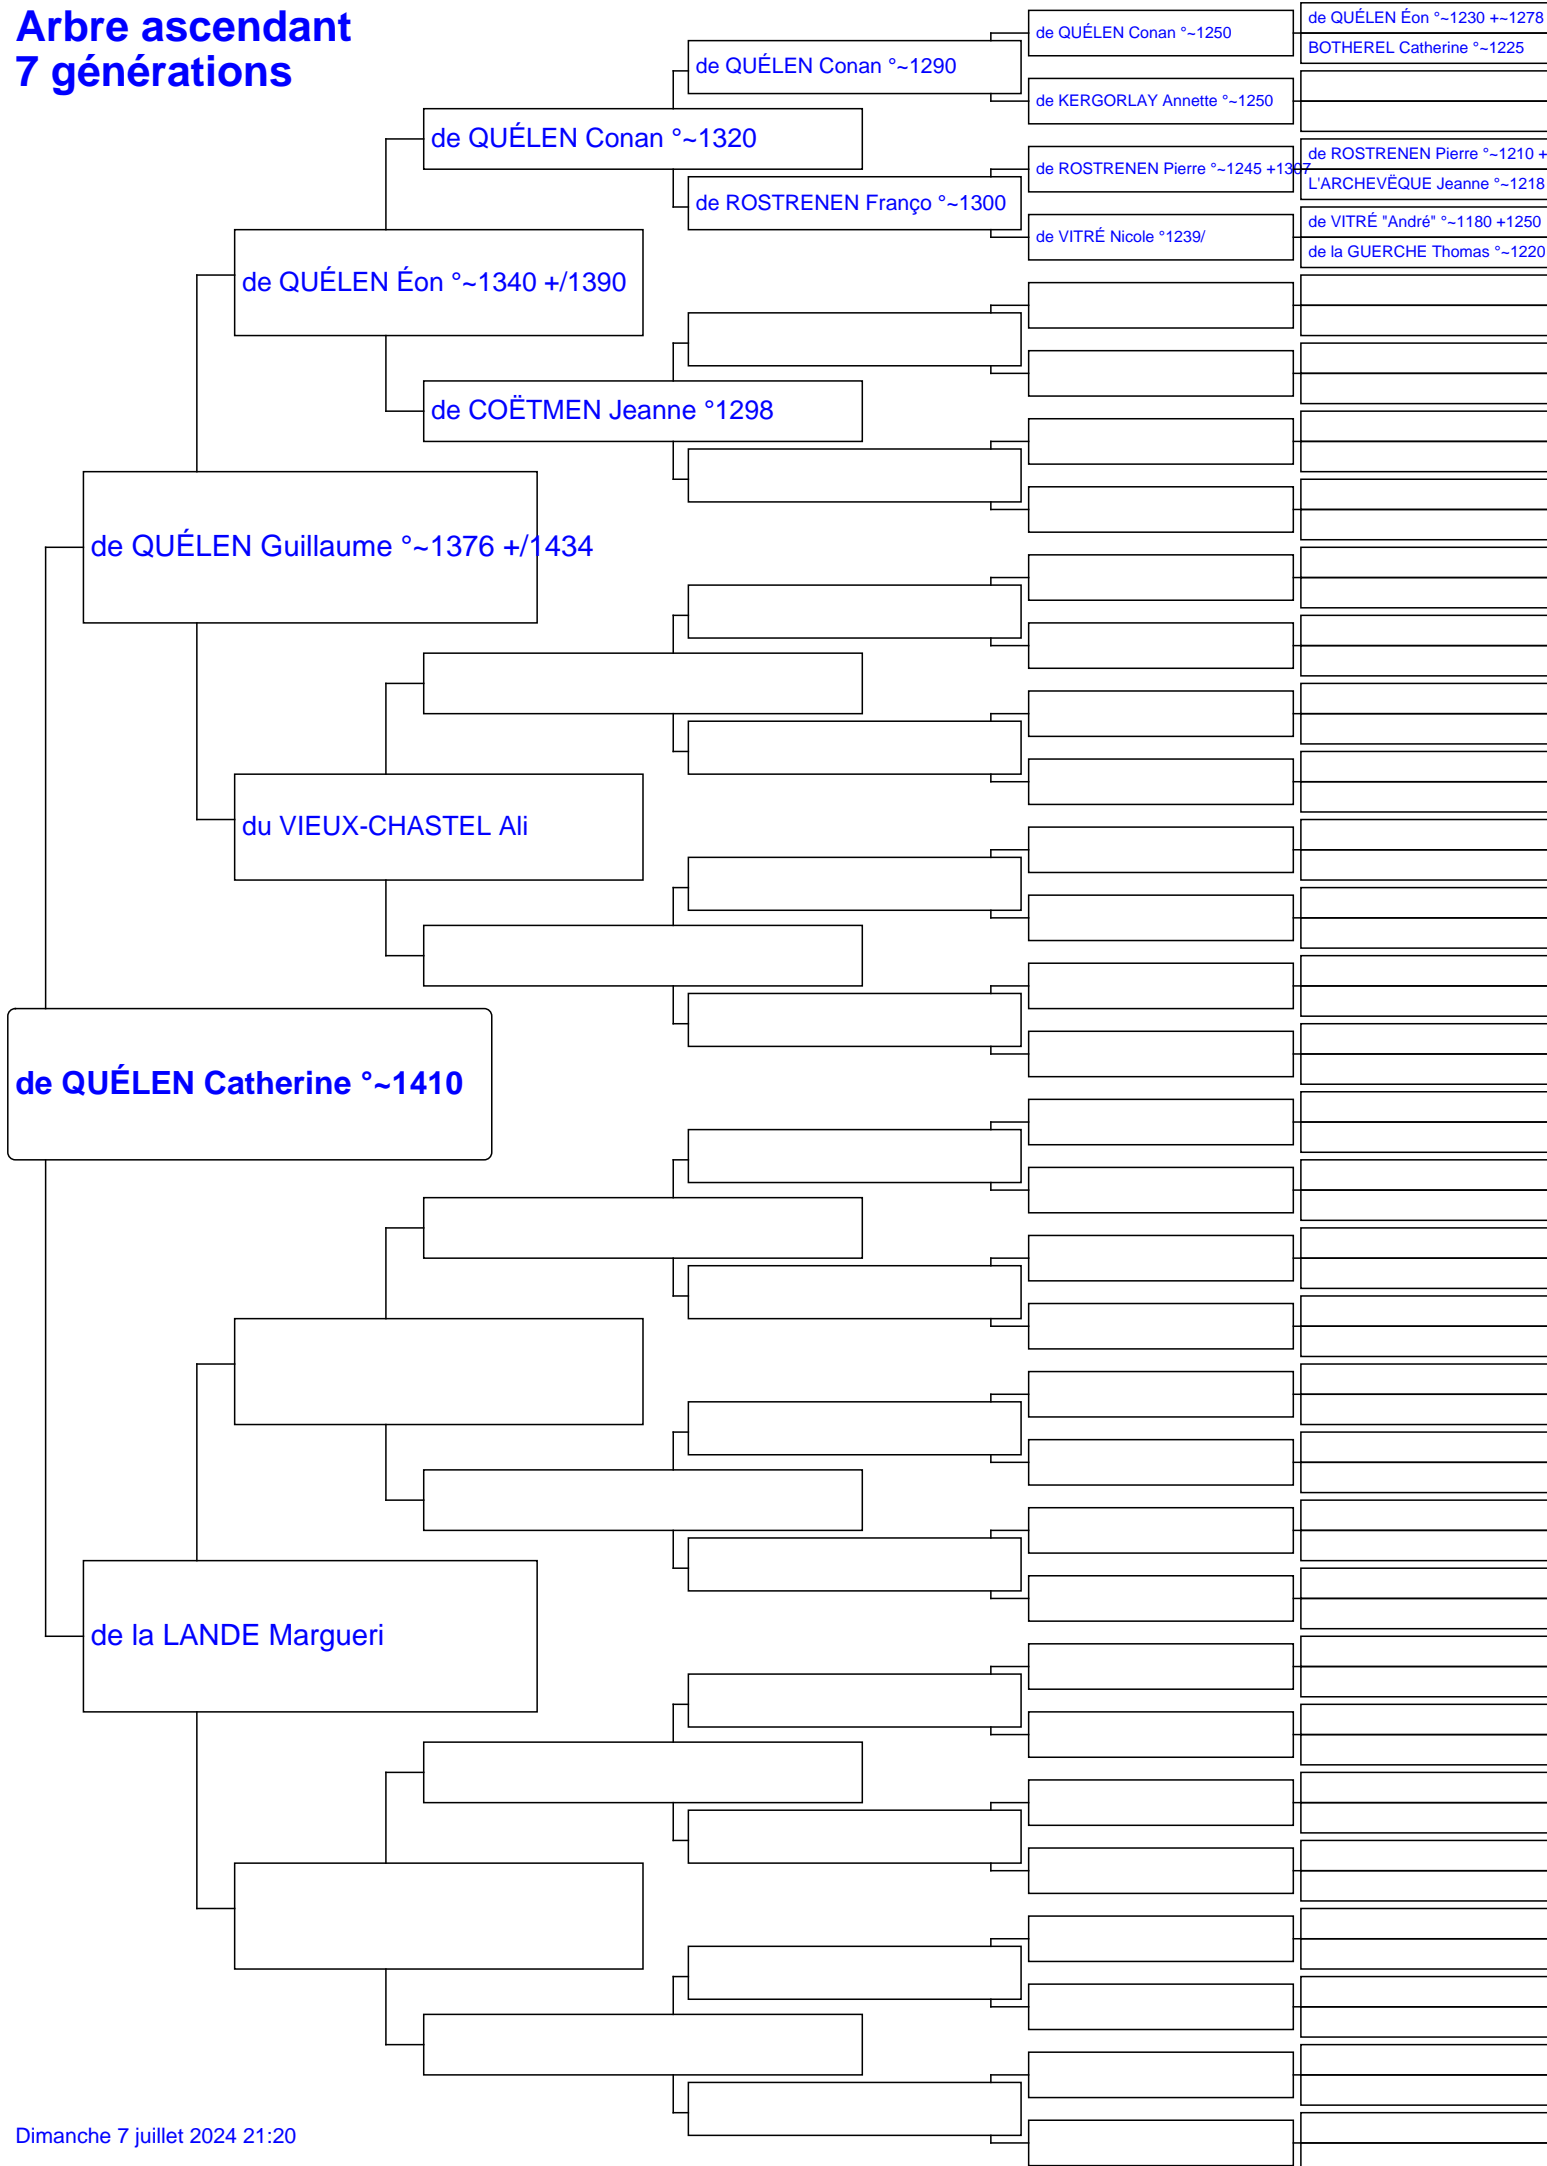 Arbre ascendant
7 générations
de QUÉLEN Éon °~1230 +~1278
de QUÉLEN Conan °~1250
BOTHEREL Catherine °~1225
de QUÉLEN Conan °~1290
de KERGORLAY Annette °~1250
de QUÉLEN Conan °~1320
de ROSTRENEN Pierre °~1210 +
de ROSTRENEN Pierre °~1245 +1307
L'ARCHEVËQUE Jeanne °~1218
de ROSTRENEN Franço °~1300
de VITRÉ "André" °~1180 +1250
de VITRÉ Nicole °1239/
de la GUERCHE Thomas °~1220
de QUÉLEN Éon °~1340 +/1390
de COËTMEN Jeanne °1298
de QUÉLEN Guillaume °~1376 +/1434
du VIEUX-CHASTEL Ali
de QUÉLEN Catherine °~1410
de la LANDE Margueri
Dimanche 7 juillet 2024 21:20